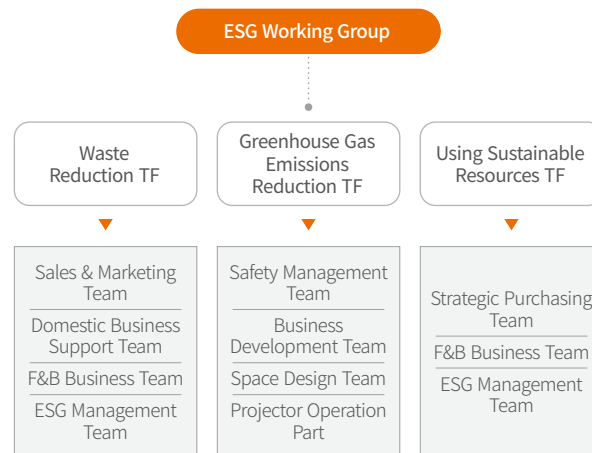 ESG Working Group
Waste
Reduction TF
Greenhouse Gas
Emissions
Reduction TF
Using Sustainable
Resources TF
Sales & Marketing
Team
Domestic Business
Support Team
F&B Business Team
ESG Management
Team
Safety Management
Team
Business
Development Team
Space Design Team
Projector Operation
Part
Strategic Purchasing
Team
F&B Business Team
ESG Management
Team